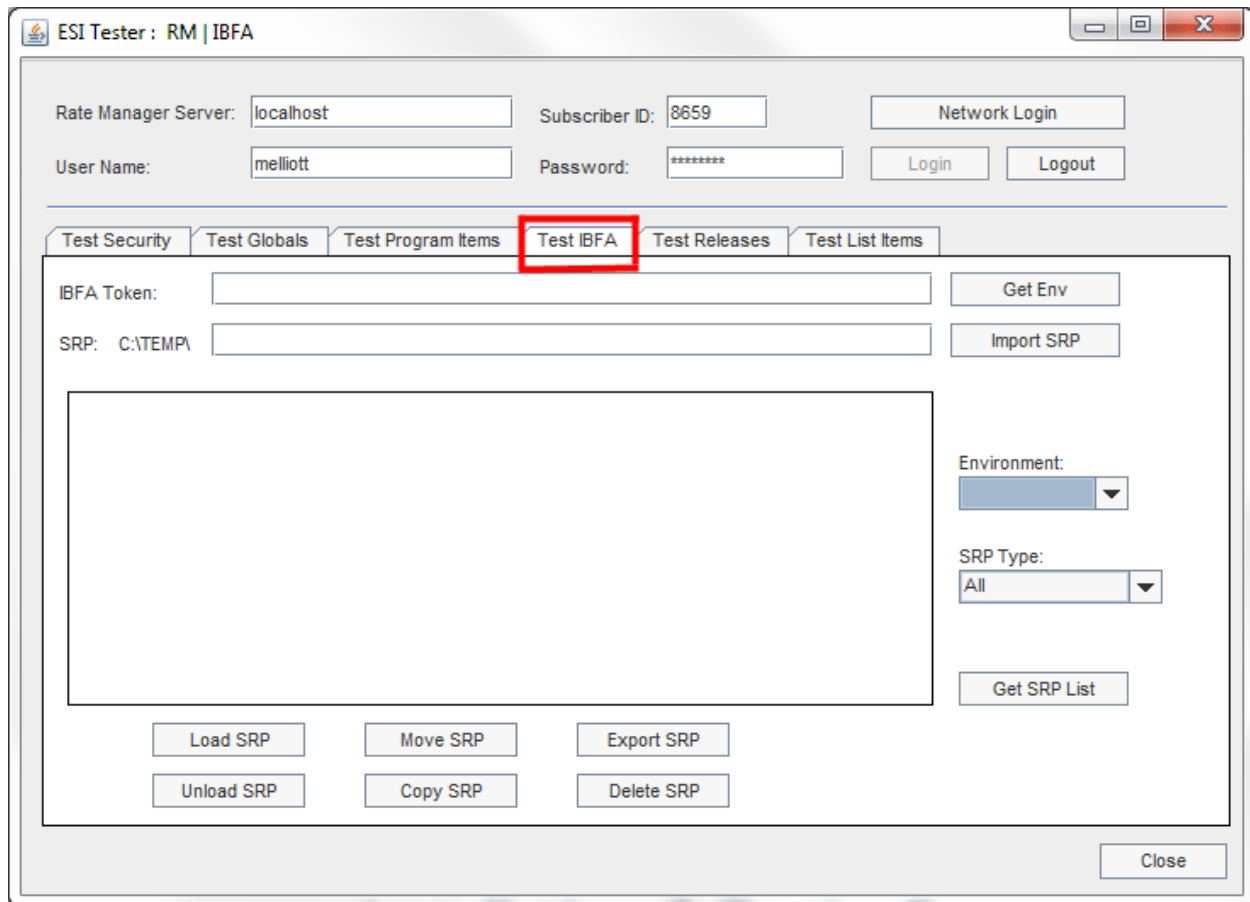 ESI Tester : RM | IBFA
Rate Manager Server: localhost Subscriber ID: 8659 Network Login
User Name: melliott Password: ******** Login Logout
Test Security Test Globals Test Program Items Test IBFA Test Releases Test List Items
IBFA Token: Get Env
SRP: C:\TEMP\ Import SRP
Environment:
SRP Type:
All
Get SRP List
Load SRP Move SRP Export SRP
Unload SRP Copy SRP Delete SRP
Close